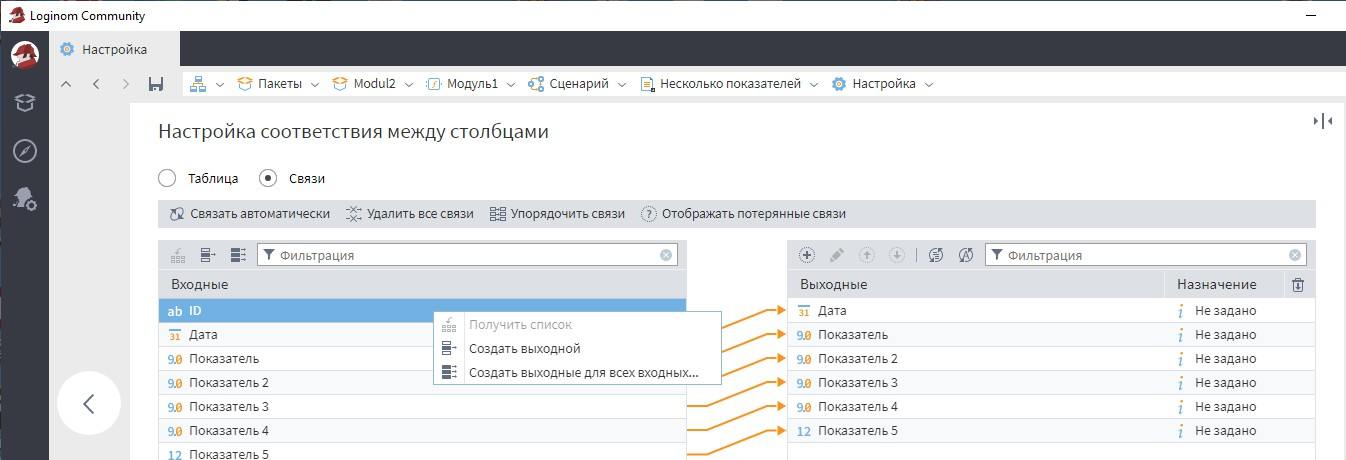 Loginom Community
Настройка
Пакеты Modul2 Модуль1 Сценарий Несколько показателей Настройка
Настройка соответствия между столбцами
Таблица Связи
Связать автоматически Удалить все связи Упорядочить связи Отображать потерянные связи
Фильтрация Фильтрация
Входные Выходные Назначение
ab ID 31 Дата Не задано
31 Дата Получить список 9.0 Показатель Не задано
9.0 Показатель Создать выходной 9.0 Показатель 2 Не задано
9.0 Показатель 2 Создать выходные для всех входных... 9.0 Показатель 3 Не задано
9.0 Показатель 3 9.0 Показатель 4 Не задано
9.0 Показатель 4 12 Показатель 5 Не задано
12 Показатель 5